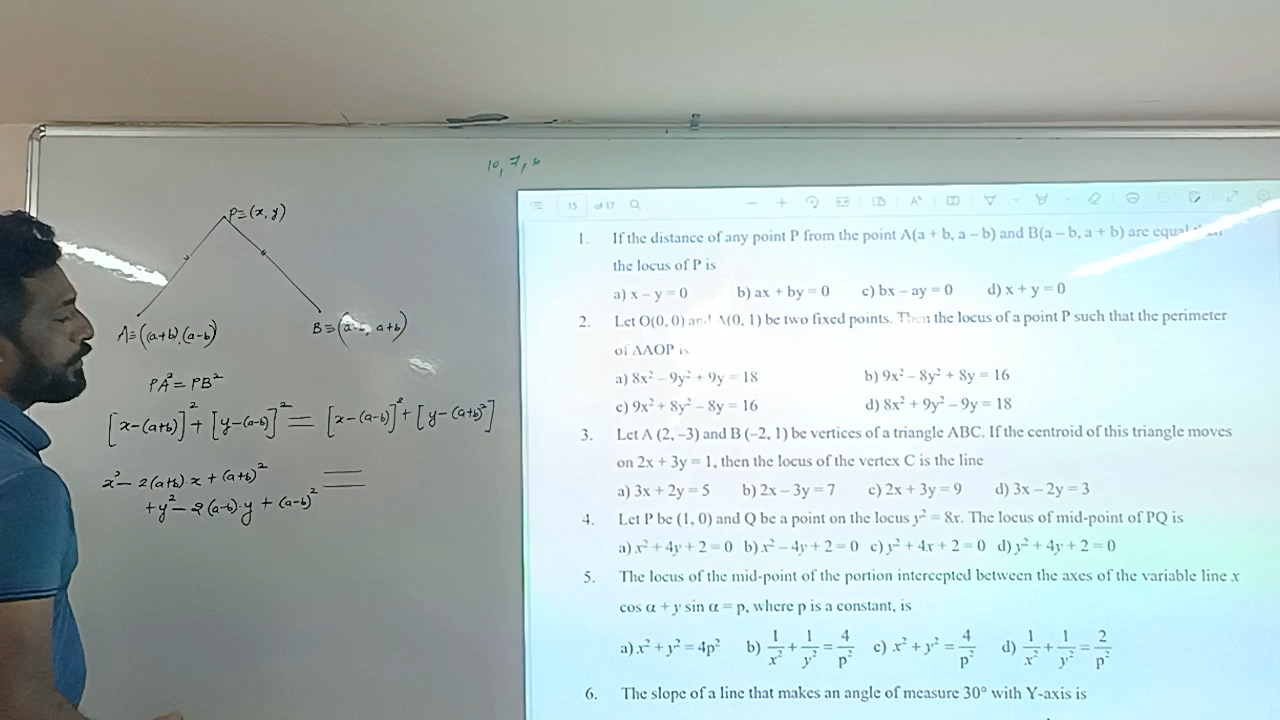 10, 7, 
P≡(x, y)
A≡(a+b),(a-b)
B≡(a-b, a+b)
PA² = PB²
[x-(a+b)]² + [y-(a-b)]² = [x-(a-b)]² + [y-(a+b)²]
x² - 2(a+b)·x + (a+b)² =
+y² - 2(a-b)·y + (a-b)²
15 of 17
1. If the distance of any point P from the point A(a + b, a – b) and B(a – b, a + b) are equal
the locus of P is
a) x – y = 0 b) ax + by = 0 c) bx – ay = 0 d) x + y = 0
2. Let O(0, 0) and A(0, 1) be two fixed points. Then the locus of a point P such that the perimeter
of ΔAOP is
a) 8x² – 9y² + 9y = 18 b) 9x² – 8y² + 8y = 16
c) 9x² + 8y² – 8y = 16 d) 8x² + 9y² – 9y = 18
3. Let A (2, –3) and B (–2, 1) be vertices of a triangle ABC. If the centroid of this triangle moves
on 2x + 3y = 1, then the locus of the vertex C is the line
a) 3x + 2y = 5 b) 2x – 3y = 7 c) 2x + 3y = 9 d) 3x – 2y = 3
4. Let P be (1, 0) and Q be a point on the locus y² = 8x. The locus of mid-point of PQ is
a) x² + 4y + 2 = 0 b) x² – 4y + 2 = 0 c) y² + 4x + 2 = 0 d) y² + 4y + 2 = 0
5. The locus of the mid-point of the portion intercepted between the axes of the variable line x
cos α + y sin α = p, where p is a constant, is
a) x² + y² = 4p² b) 1/x² + 1/y² = 4/p² c) x² + y² = 4/p² d) 1/x² + 1/y² = 2/p²
6. The slope of a line that makes an angle of measure 30° with Y-axis is